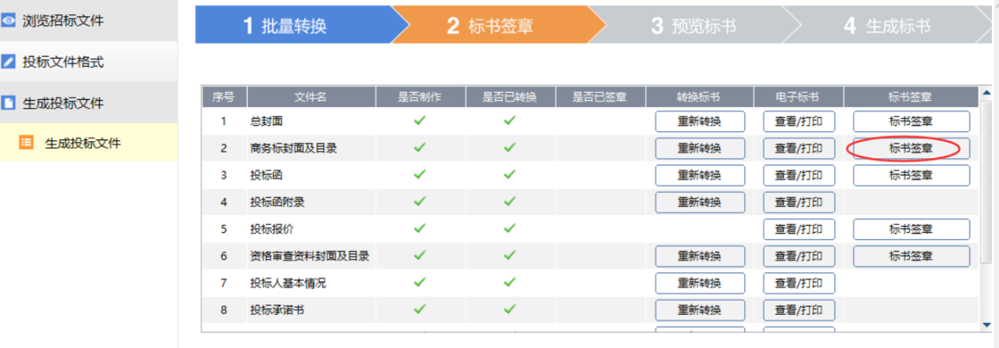 浏览招标文件
投标文件格式
生成投标文件
生成投标文件
1 批量转换 2 标书签章 3 预览标书 4 生成标书
序号 文件名 是否制作 是否已转换 是否已签章 转换标书 电子标书 标书签章
1 总封面 重新转换 查看/打印 标书签章
2 商务标封面及目录 重新转换 查看/打印 标书签章
3 投标函 重新转换 查看/打印 标书签章
4 投标函附录 重新转换 查看/打印
5 投标报价 查看/打印 标书签章
6 资格审查资料封面及目录 重新转换 查看/打印 标书签章
7 投标人基本情况 重新转换 查看/打印
8 投标承诺书 重新转换 查看/打印